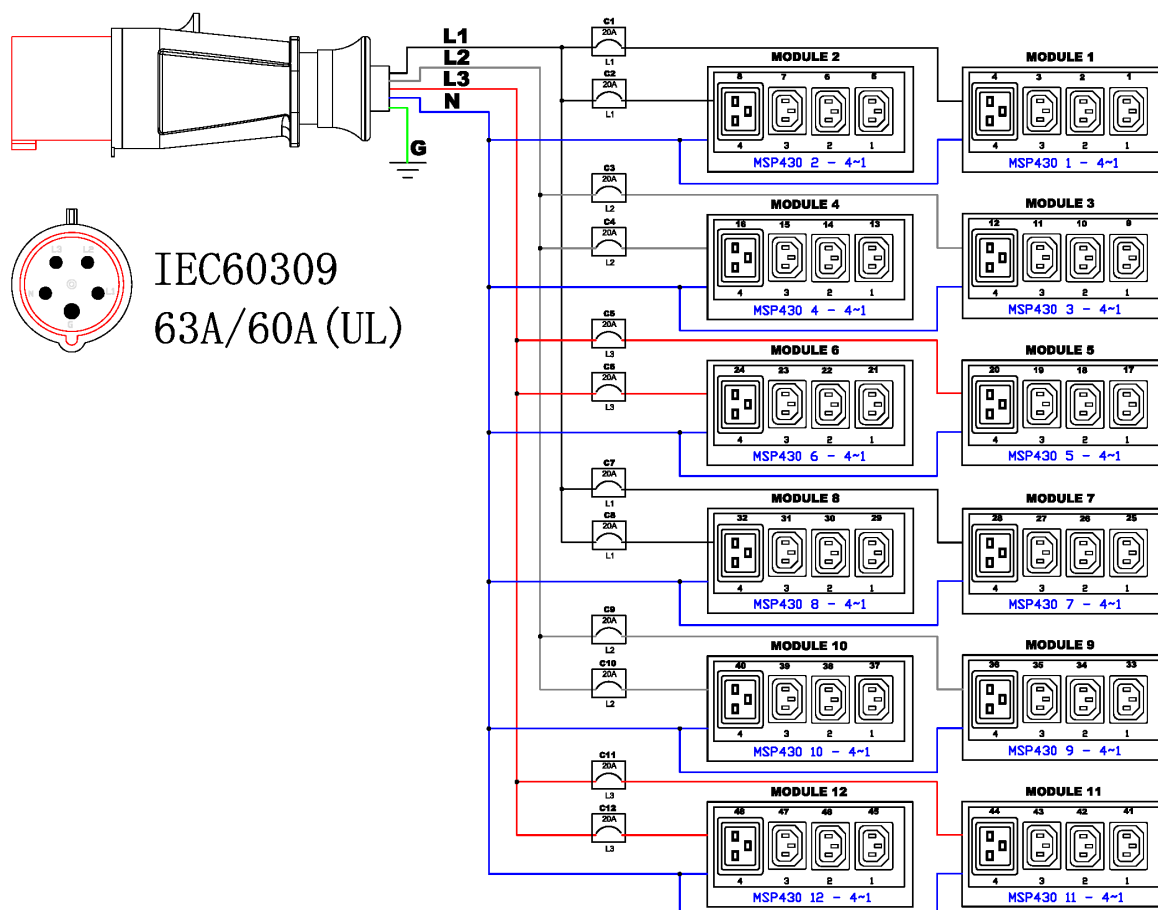 L1
L2
L3
N
G
IEC60309
63A/60A(UL)
L3 L2
N L1
G
C1
20A
L1
C2
20A
L1
MODULE 2
8 7 6 5
4 3 2 1
MSP430 2 - 4~1
MODULE 1
4 3 2 1
4 3 2 1
MSP430 1 - 4~1
C3
20A
L2
C4
20A
L2
MODULE 4
16 15 14 13
4 3 2 1
MSP430 4 - 4~1
MODULE 3
12 11 10 9
4 3 2 1
MSP430 3 - 4~1
C5
20A
L3
C6
20A
L3
MODULE 6
24 23 22 21
4 3 2 1
MSP430 6 - 4~1
MODULE 5
20 19 18 17
4 3 2 1
MSP430 5 - 4~1
C7
20A
L1
C8
20A
L1
MODULE 8
32 31 30 29
4 3 2 1
MSP430 8 - 4~1
MODULE 7
28 27 26 25
4 3 2 1
MSP430 7 - 4~1
C9
20A
L2
C10
20A
L2
MODULE 10
40 39 38 37
4 3 2 1
MSP430 10 - 4~1
MODULE 9
36 35 34 33
4 3 2 1
MSP430 9 - 4~1
C11
20A
L3
C12
20A
L3
MODULE 12
48 47 46 45
4 3 2 1
MSP430 12 - 4~1
MODULE 11
44 43 42 41
4 3 2 1
MSP430 11 - 4~1